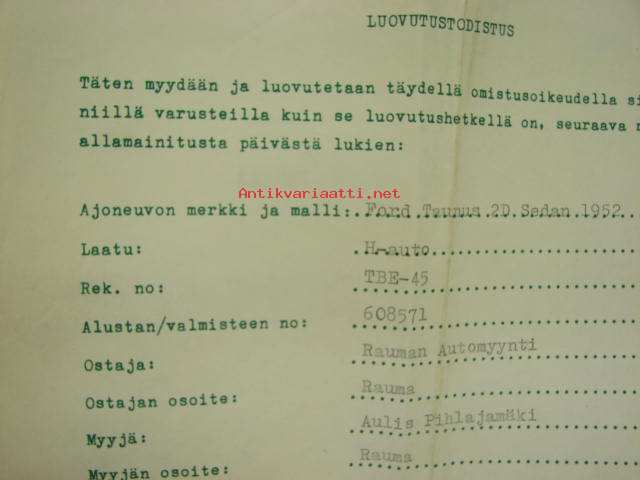 LUOVUTUSTODISTUS
Täten myydään ja luovutetaan täydellä omistusoikeudella si
niillä varusteilla kuin se luovutushetkellä on, seuraava
allamainitusta päivästä lukien:
Antikvariaatti.net
Ajoneuvon merkki ja malli: Ford Taunus 2D Sedan 1952
Laatu: H-auto
Rek. no: TBE-45
Alustan/valmisteen no: 608571
Ostaja: Rauman Automyynti
Ostajan osoite: Rauma
Myyjä: Aulis Pihlajamäki
Myyjän osoite: Rauma